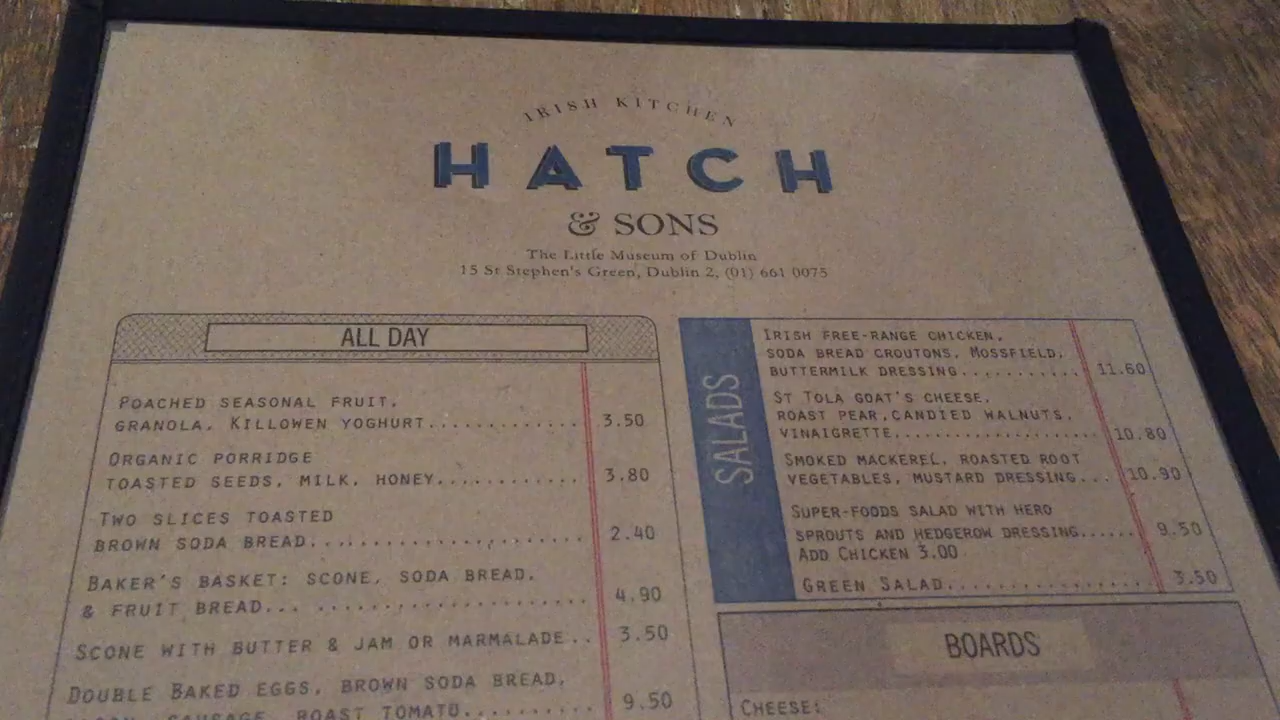 IRISH KITCHEN
HATCH
& SONS
The Little Museum of Dublin
15 St Stephen's Green, Dublin 2, (01) 661 0075
ALL DAY
POACHED SEASONAL FRUIT,
GRANOLA, KILLOWEN YOGHURT............ 3.50
ORGANIC PORRIDGE
TOASTED SEEDS, MILK, HONEY........... 3.80
TWO SLICES TOASTED
BROWN SODA BREAD..................... 2.40
BAKER'S BASKET: SCONE, SODA BREAD,
& FRUIT BREAD... .................... 4.90
SCONE WITH BUTTER & JAM OR MARMALADE.. 3.50
DOUBLE BAKED EGGS, BROWN SODA BREAD,
SAUSAGE, ROAST TOMATO.......... 9.50
SALADS
IRISH FREE-RANGE CHICKEN,
SODA BREAD CROUTONS, MOSSFIELD,
BUTTERMILK DRESSING........... 11.60
ST TOLA GOAT'S CHEESE,
ROAST PEAR,CANDIED WALNUTS,
VINAIGRETTE................... 10.80
SMOKED MACKEREL, ROASTED ROOT
VEGETABLES, MUSTARD DRESSING... 10.90
SUPER-FOODS SALAD WITH HERO
SPROUTS AND HEDGEROW DRESSING...... 9.50
ADD CHICKEN 3.00
GREEN SALAD.................. 3.50
BOARDS
CHEESE: